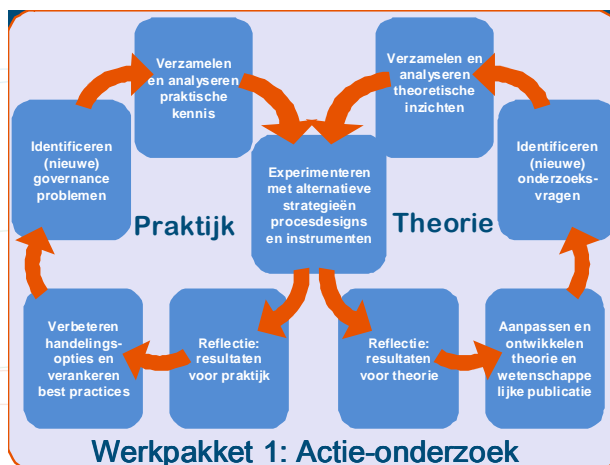 Verzamelen
en analyseren
praktische
kennis
Verzamelen en
analyseren
theoretische
inzichten
Identificeren
(nieuwe)
governance
problemen
Experimenteren
met alternatieve
strategieën
procesdesigns
en instrumenten
Identificeren
(nieuwe)
onderzoeks-
vragen
Praktijk
Theorie
Verbeteren
handelings-
opties en
verankeren
best practices
Reflectie:
resultaten
voor praktijk
Reflectie:
resultaten
voor theorie
Aanpassen en
ontwikkelen
theorie en
wetenschappe
lijke publicatie
Werkpakket 1: Actie-onderzoek